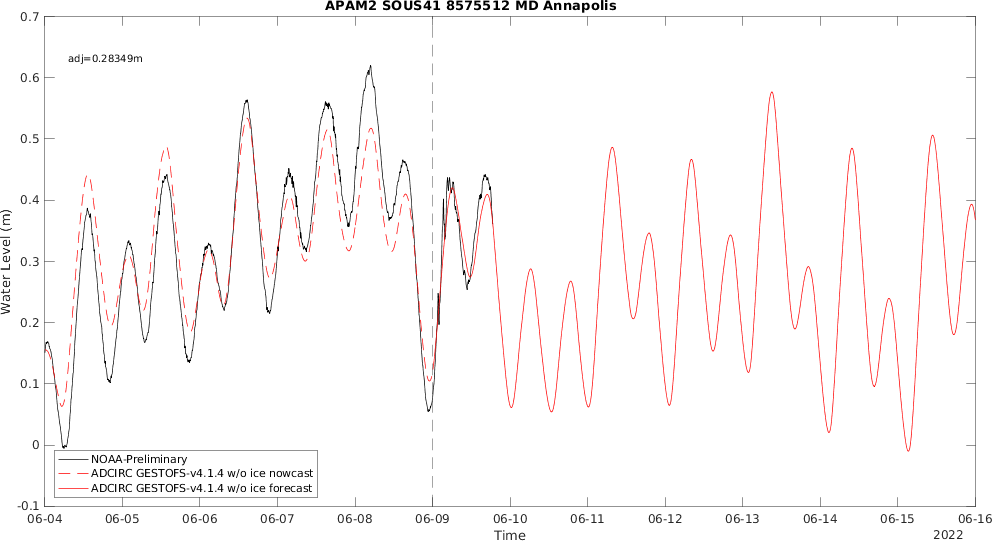 APAM2 SOUS41 8575512 MD Annapolis
0.7
adj=0.28349m
0.6
0.5
0.4
0.3
0.2
0.1
0
-0.1
Water Level (m)
NOAA-Preliminary
ADCIRC GESTOFS-v4.1.4 w/o ice nowcast
ADCIRC GESTOFS-v4.1.4 w/o ice forecast
06-04 06-05 06-06 06-07 06-08 06-09 06-10 06-11 06-12 06-13 06-14 06-15 06-16
Time
2022